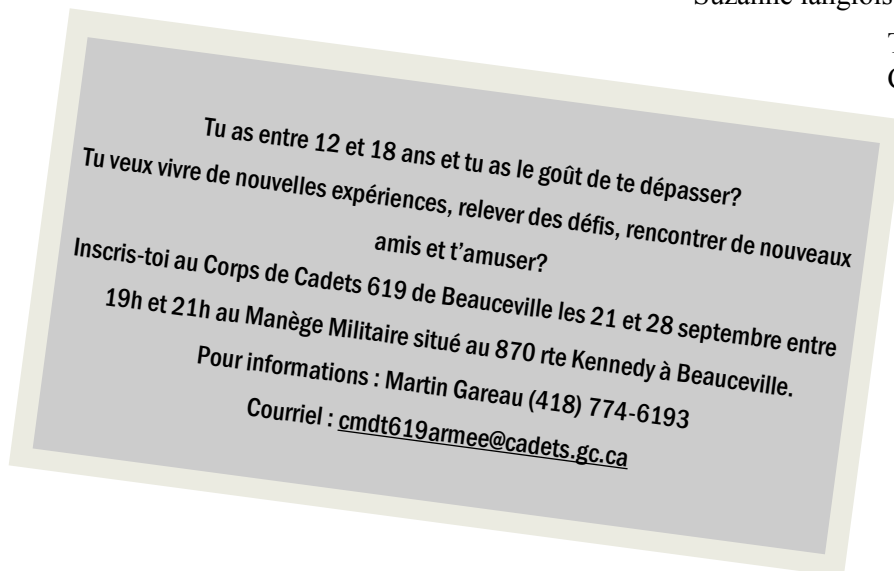 Suzanne langlois
Tu as entre 12 et 18 ans et tu as le goût de te dépasser?
Tu veux vivre de nouvelles expériences, relever des défis, rencontrer de nouveaux
amis et t’amuser?
Inscris-toi au Corps de Cadets 619 de Beauceville les 21 et 28 septembre entre
19h et 21h au Manège Militaire situé au 870 rte Kennedy à Beauceville.
Pour informations : Martin Gareau (418) 774-6193
Courriel : cmdt619armee@cadets.gc.ca